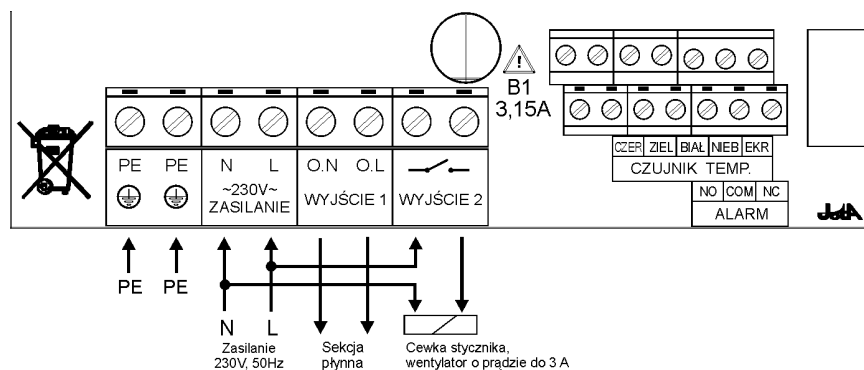 B1
3,15A
PE PE N L O.N O.L
~230V~
ZASILANIE
WYJŚCIE 1
WYJŚCIE 2
CZER ZIEL BIAŁ NIEB EKR
CZUJNIK TEMP.
NO COM NC
ALARM
PE PE
N L
Zasilanie
230V, 50Hz
Sekcja
płynna
Cewka stycznika,
wentylator o prądzie do 3 A